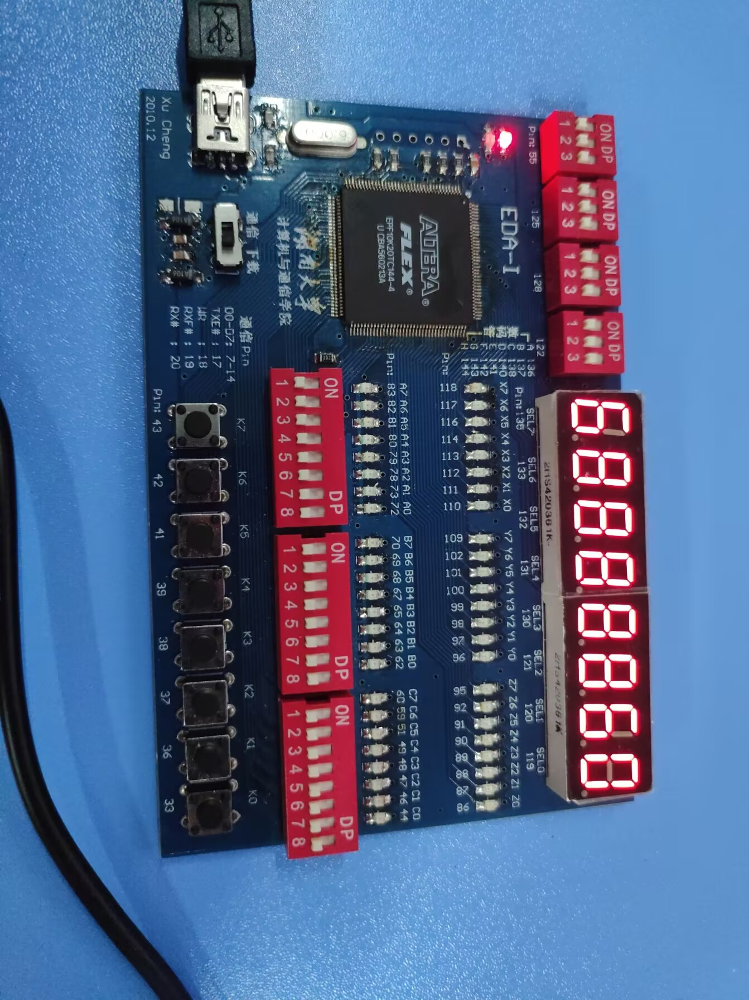 ON DP
1 2 3
ON DP
1 2 3
ON DP
1 2 3
ON DP
1 2 3
68888860
Pin: 55 125 128 122
SEL7 SEL6 SEL5 SEL4 SEL3 SEL2 SEL1 SEL0
Pin:135 133 132 131 130 121 120 119
EDA-I
数码管
A 136
B 137
C 138
D 140
E 141
F 142
G 143
H 144
X7 X6 X5 X4 X3 X2 X1 X0
Y7 Y6 Y5 Y4 Y3 Y2 Y1 Y0
Z7 Z6 Z5 Z4 Z3 Z2 Z1 Z0
Pin: 118 117 116 114 113 112 111 110
109 102 101 100 99 98 97 96
95 92 91 90 89 88 87 86
ALTERA®
FLEX®
EPF10K20TC144-4
U CBA560213A
A7 A6 A5 A4 A3 A2 A1 A0
B7 B6 B5 B4 B3 B2 B1 B0
C7 C6 C5 C4 C3 C2 C1 C0
Pin: 83 82 81 80 79 78 73 72
70 69 68 67 65 64 63 62
60 59 51 49 48 47 46 44
湖南大学
计算机与通信学院
ON DP
1 2 3 4 5 6 7 8
ON DP
1 2 3 4 5 6 7 8
ON DP
1 2 3 4 5 6 7 8
通信 下载
通信Pin
D0-D7: 7-14
TXE# : 17
WR : 18
RXF# : 19
RX# : 20
K7 K6 K5 K4 K3 K2 K1 K0
Pin: 43 42 41 39 38 37 36 33
Xu Cheng
2010.12